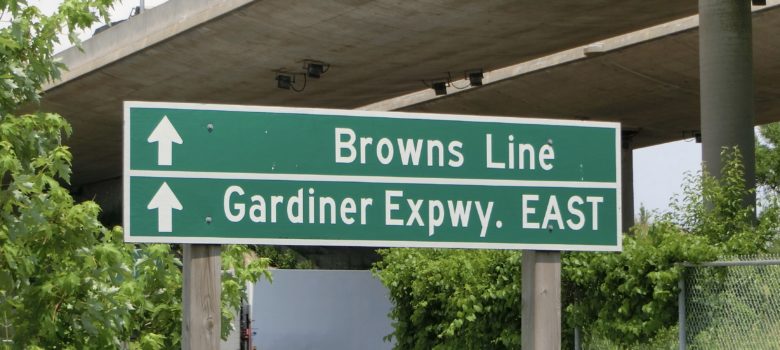 Browns Line
Gardiner Expwy. EAST